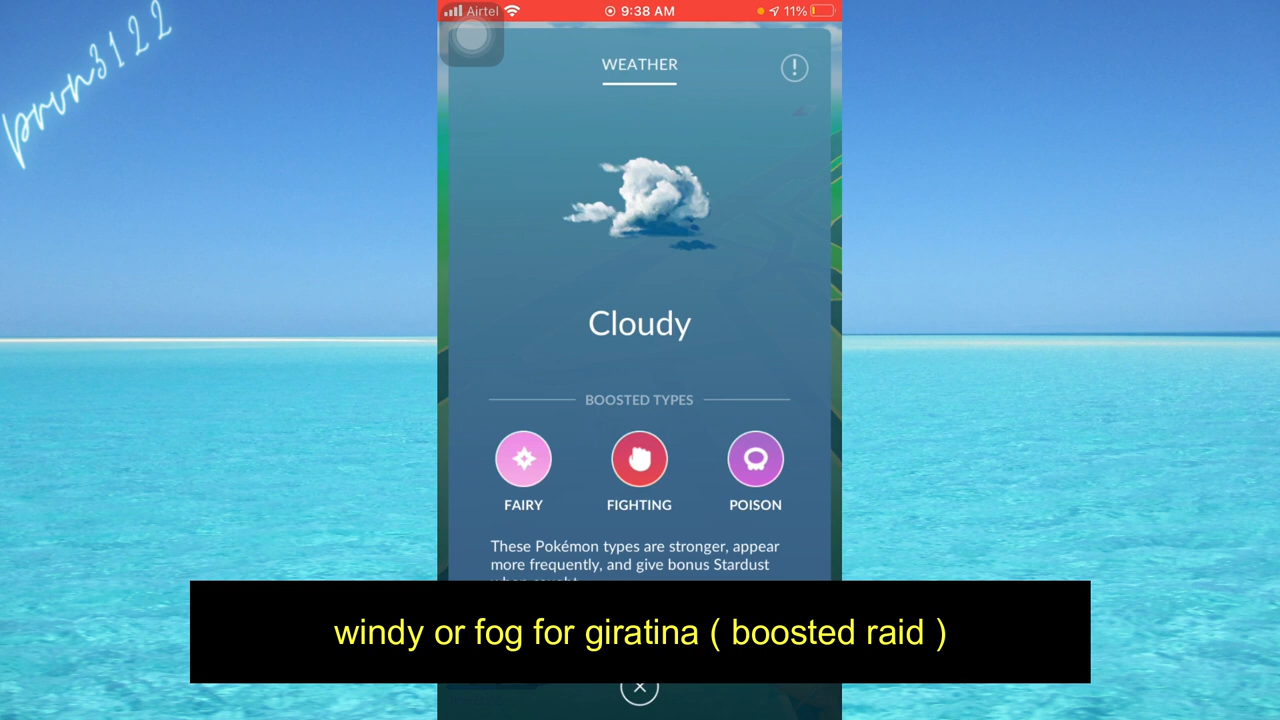 prvn3122
Airtel 9:38 AM 11%
WEATHER
Cloudy
BOOSTED TYPES
FAIRY FIGHTING POISON
These Pokémon types are stronger, appear
more frequently, and give bonus Stardust
windy or fog for giratina ( boosted raid )